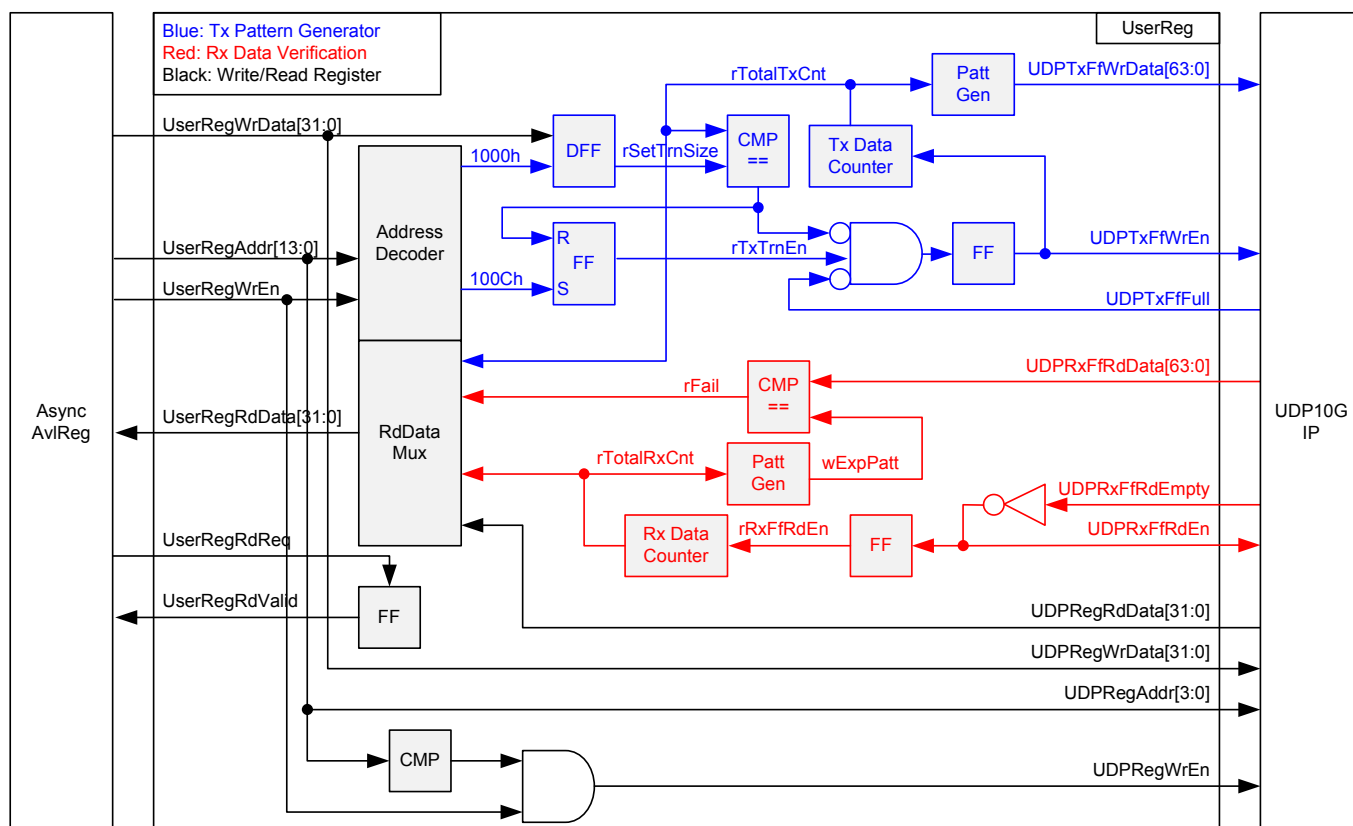 Blue: Tx Pattern Generator
Red: Rx Data Verification
Black: Write/Read Register
UserReg
rTotalTxCnt
Patt
Gen
UDPTxFfWrData[63:0]
UserRegWrData[31:0]
1000h
DFF
rSetTrnSize
CMP
==
Tx Data
Counter
Address
Decoder
UserRegAddr[13:0]
R
FF
S
rTxTrnEn
FF
UDPTxFfWrEn
UserRegWrEn
100Ch
UDPTxFfFull
UDPRxFfRdData[63:0]
rFail
CMP
==
Async
AvlReg
UserRegRdData[31:0]
RdData
Mux
UDP10G
IP
rTotalRxCnt
Patt
Gen
wExpPatt
UDPRxFfRdEmpty
Rx Data
Counter
rRxFfRdEn
FF
UDPRxFfRdEn
UserRegRdReq
UserRegRdValid
FF
UDPRegRdData[31:0]
UDPRegWrData[31:0]
UDPRegAddr[3:0]
CMP
UDPRegWrEn